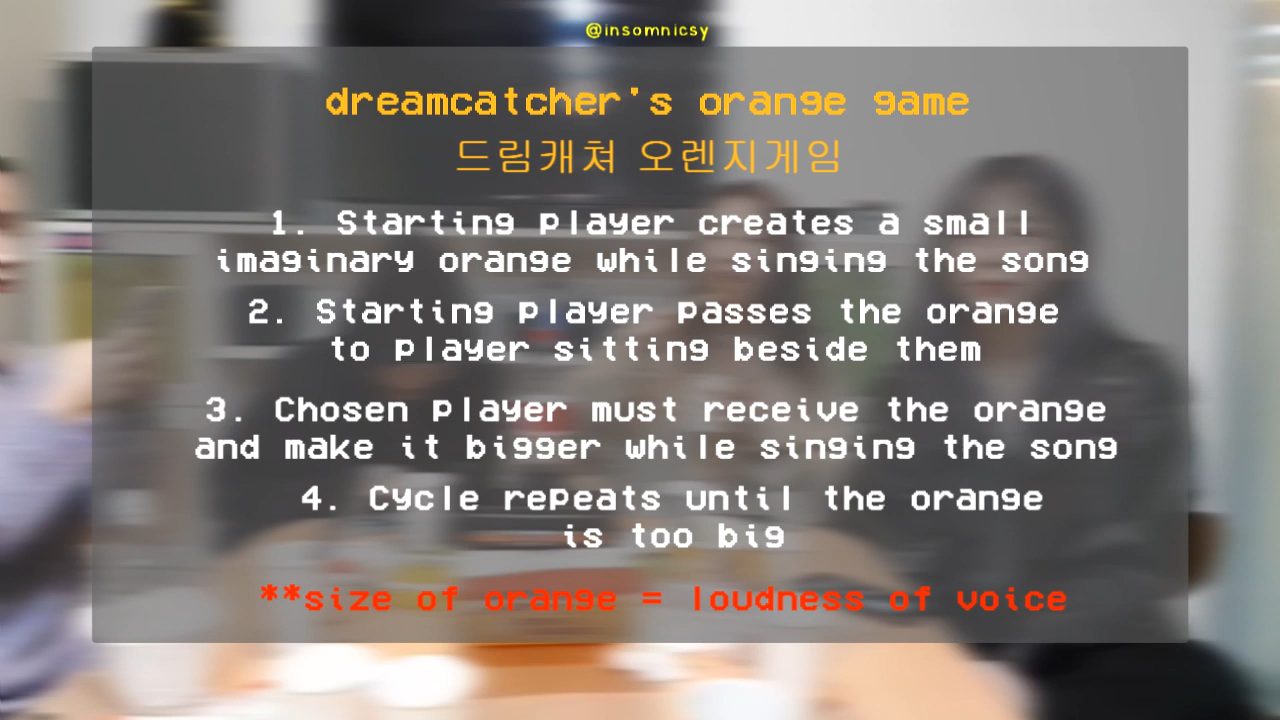 @insomnicsy
dreamcatcher's orange game
드림캐쳐 오렌지게임
1. Starting player creates a small
imaginary orange while singing the song
2. Starting player passes the orange
to player sitting beside them
3. Chosen player must receive the orange
and make it bigger while singing the song
4. Cycle repeats until the orange
is too big
**size of orange = loudness of voice